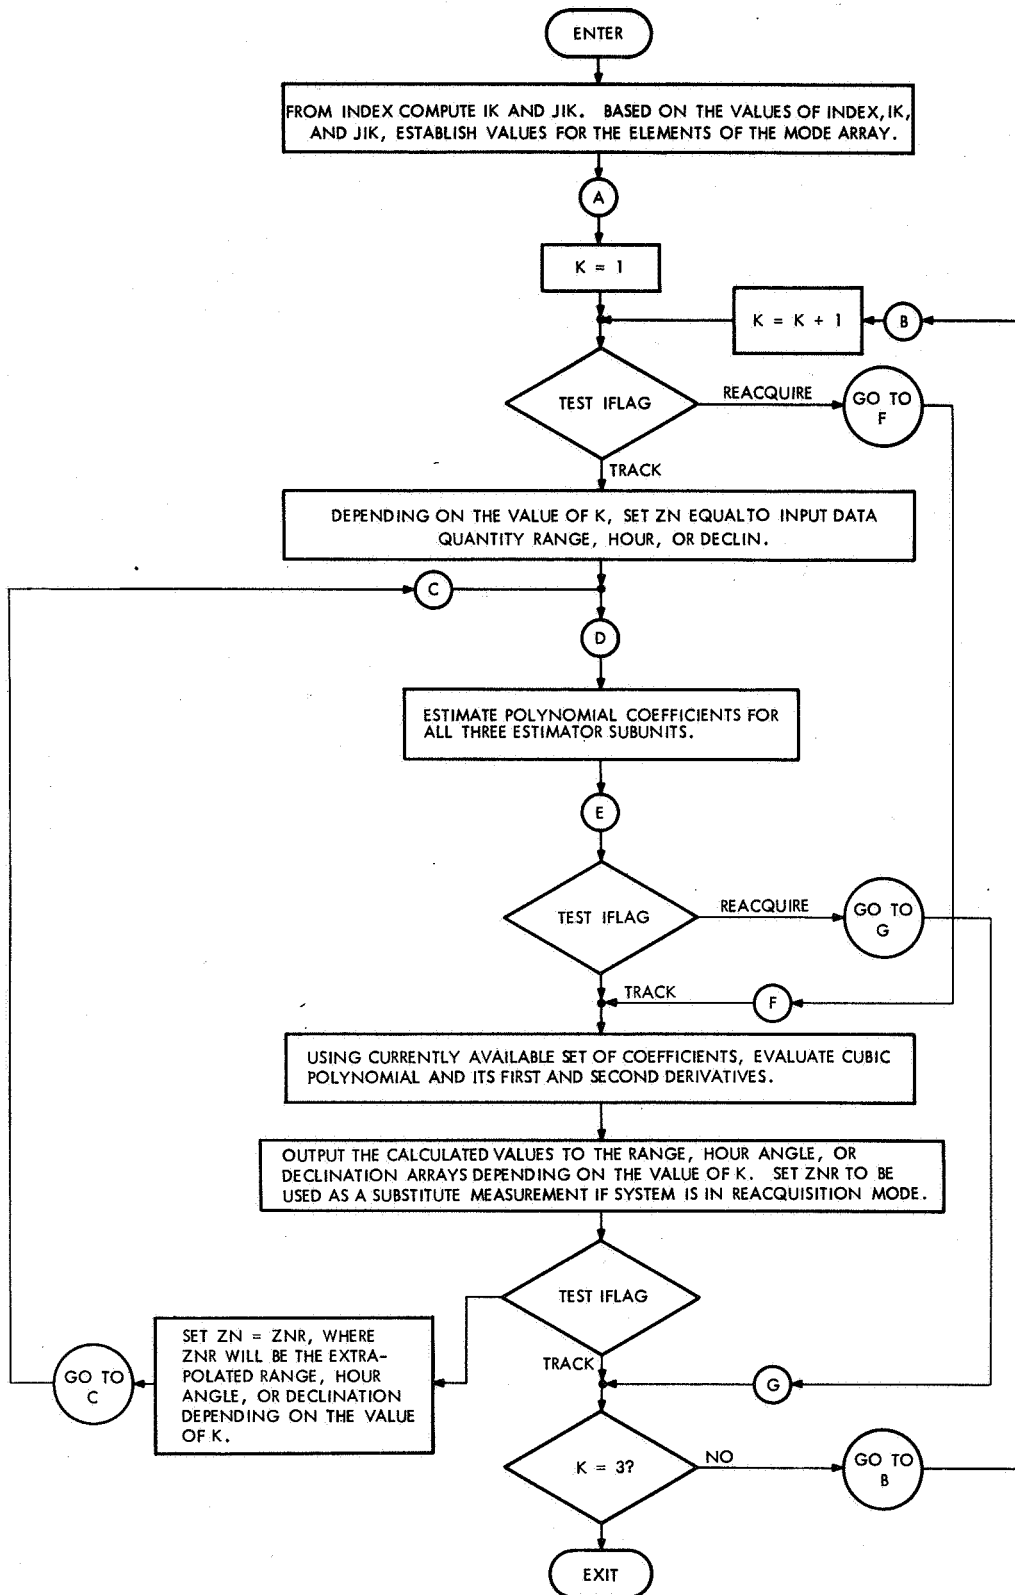 ENTER
FROM INDEX COMPUTE IK AND JIK. BASED ON THE VALUES OF INDEX, IK,
AND JIK, ESTABLISH VALUES FOR THE ELEMENTS OF THE MODE ARRAY.
A
K = 1
K = K + 1
B
TEST IFLAG
REACQUIRE
GO TO
F
TRACK
DEPENDING ON THE VALUE OF K, SET ZN EQUAL TO INPUT DATA
QUANTITY RANGE, HOUR, OR DECLIN.
C
D
ESTIMATE POLYNOMIAL COEFFICIENTS FOR
ALL THREE ESTIMATOR SUBUNITS.
E
TEST IFLAG
REACQUIRE
GO TO
G
TRACK
F
USING CURRENTLY AVAILABLE SET OF COEFFICIENTS, EVALUATE CUBIC
POLYNOMIAL AND ITS FIRST AND SECOND DERIVATIVES.
OUTPUT THE CALCULATED VALUES TO THE RANGE, HOUR ANGLE, OR
DECLINATION ARRAYS DEPENDING ON THE VALUE OF K. SET ZNR TO BE
USED AS A SUBSTITUTE MEASUREMENT IF SYSTEM IS IN REACQUISITION MODE.
TEST IFLAG
SET ZN = ZNR, WHERE
ZNR WILL BE THE EXTRA-
POLATED RANGE, HOUR
ANGLE, OR DECLINATION
DEPENDING ON THE VALUE
OF K.
GO TO
C
TRACK
G
K = 3?
NO
GO TO
B
EXIT